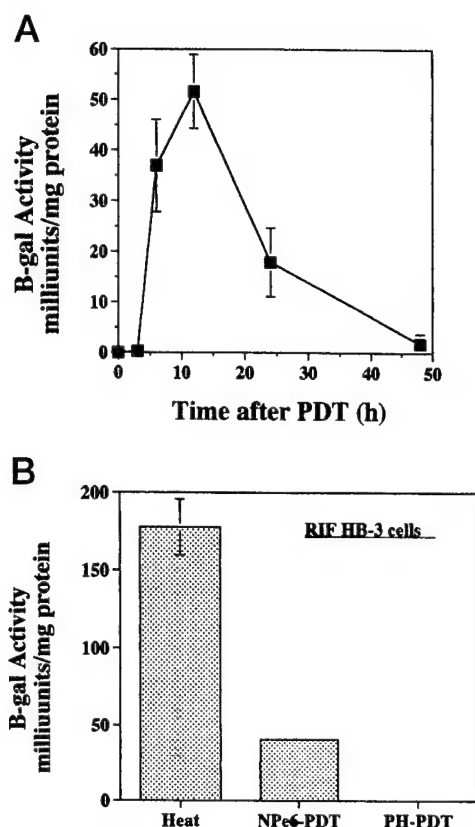 A
B-gal Activity
milliunits/mg protein
60
50
40
30
20
10
0
0 10 20 30 40 50
Time after PDT (h)
B
B-gal Activity
milliuunits/mg protein
200
150
100
50
0
RIF HB-3 cells
Heat NPe6-PDT PH-PDT